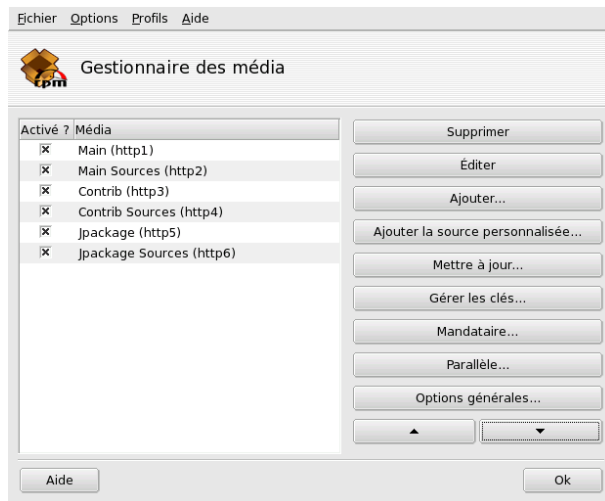 Fichier Options Profils Aide
rpm
Gestionnaire des média
Activé ? Média
Main (http1)
Main Sources (http2)
Contrib (http3)
Contrib Sources (http4)
Jpackage (http5)
Jpackage Sources (http6)
Supprimer
Éditer
Ajouter...
Ajouter la source personnalisée...
Mettre à jour...
Gérer les clés...
Mandataire...
Parallèle...
Options générales...
Aide
Ok